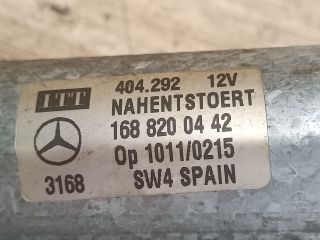 ITT 404.292 12V
NAHENTSTOERT
168 820 04 42
Op 1011/0215
3168 SW4 SPAIN